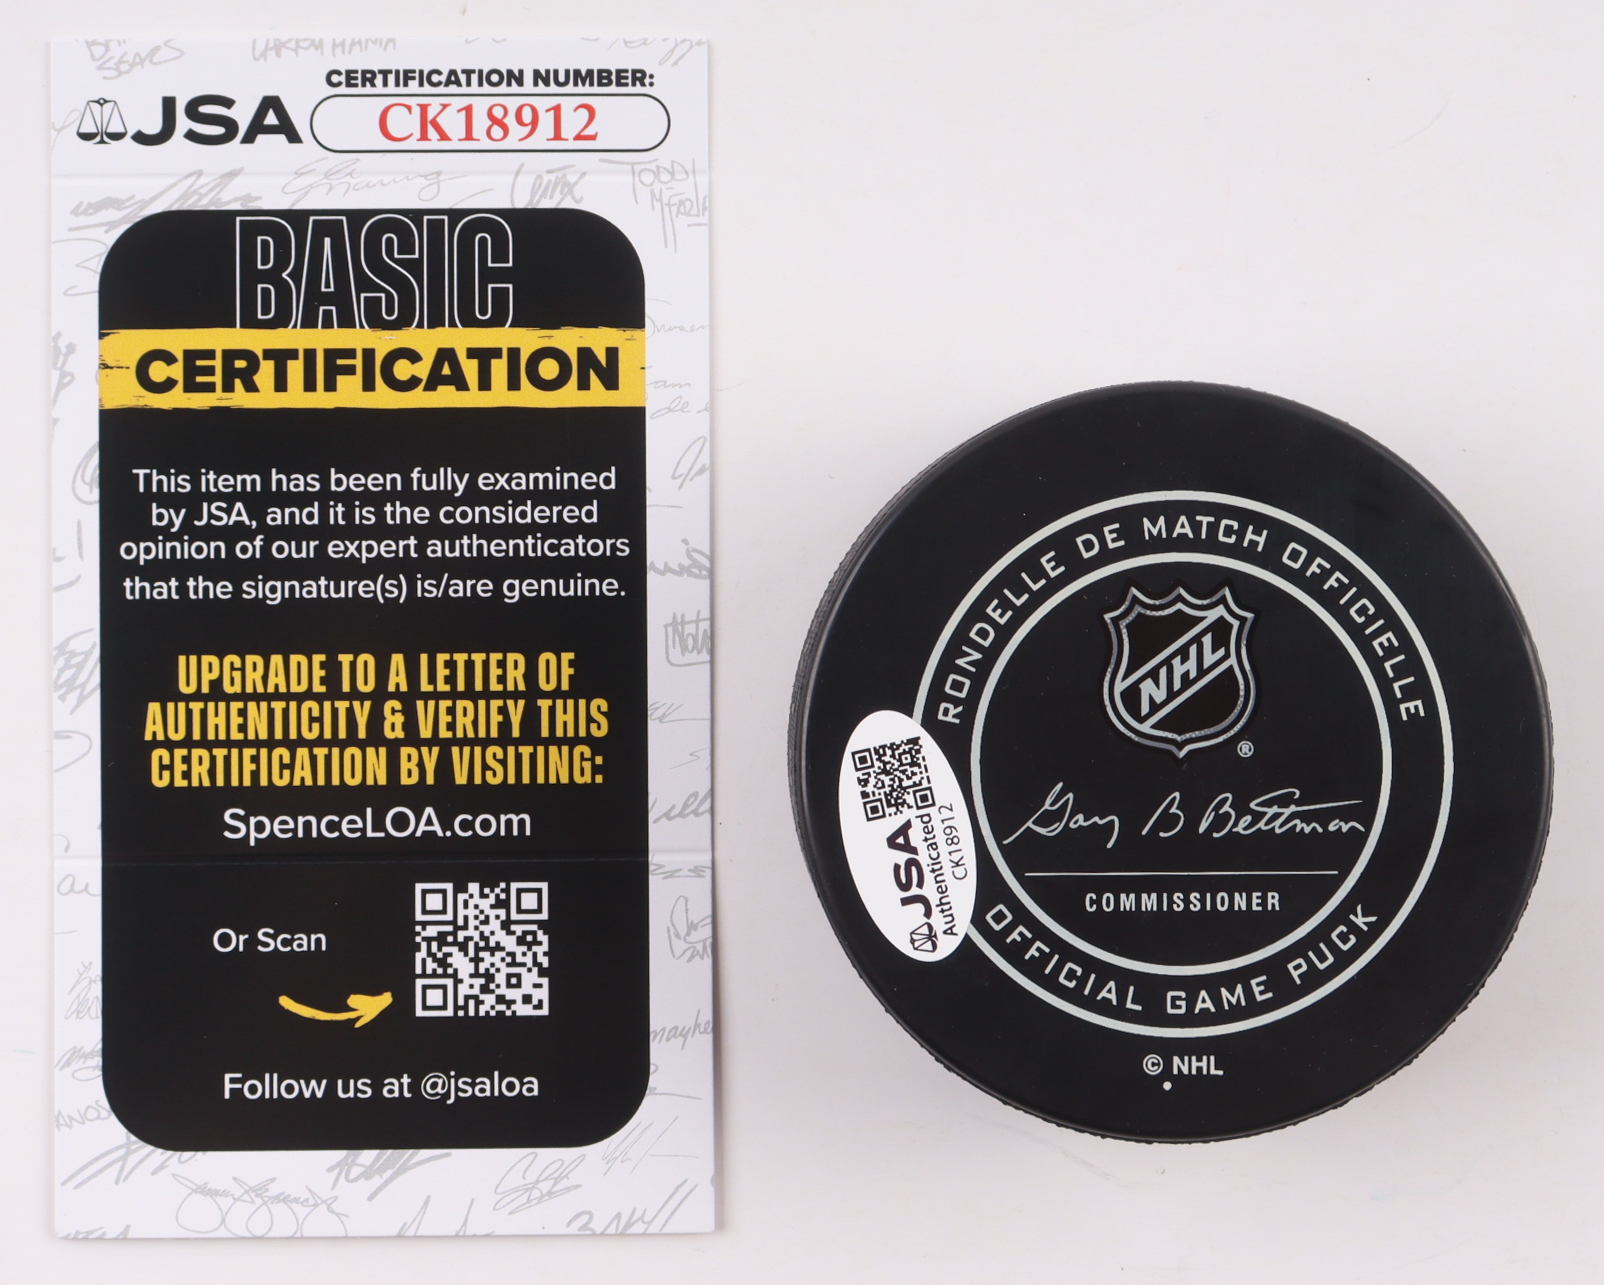 CERTIFICATION NUMBER:
JSA CK18912
BASIC
CERTIFICATION
This item has been fully examined
by JSA, and it is the considered
opinion of our expert authenticators
that the signature(s) is/are genuine.
UPGRADE TO A LETTER OF
AUTHENTICITY & VERIFY THIS
CERTIFICATION BY VISITING:
SpenceLOA.com
Or Scan
Follow us at @jsaloa
RONDELLE DE MATCH OFFICIELLE
NHL
®
Gary B Bettman
COMMISSIONER
OFFICIAL GAME PUCK
© NHL
JSA
Authenticated
CK18912